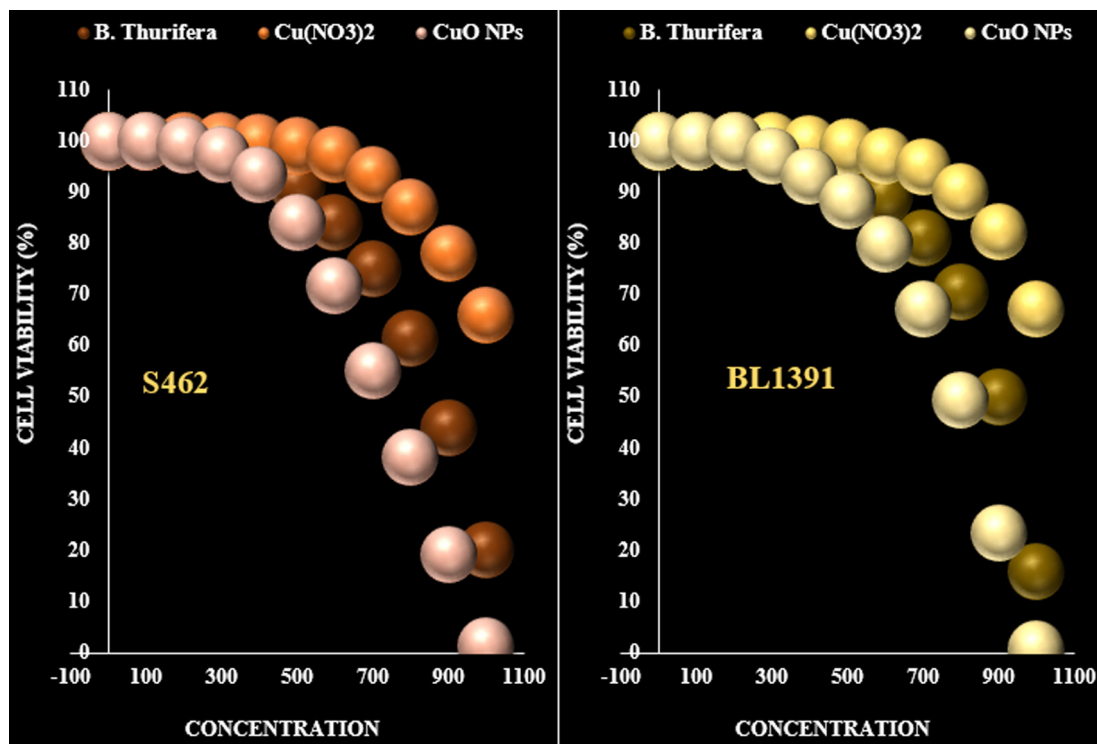 B. Thurifera Cu(NO3)2 CuO NPs
110
100
90
80
70
60
50
40
30
20
10
0
CELL VIABILITY (%)
S462
-100 100 300 500 700 900 1100
CONCENTRATION
B. Thurifera Cu(NO3)2 CuO NPs
110
100
90
80
70
60
50
40
30
20
10
0
CELL VIABILITY (%)
BL1391
-100 100 300 500 700 900 1100
CONCENTRATION